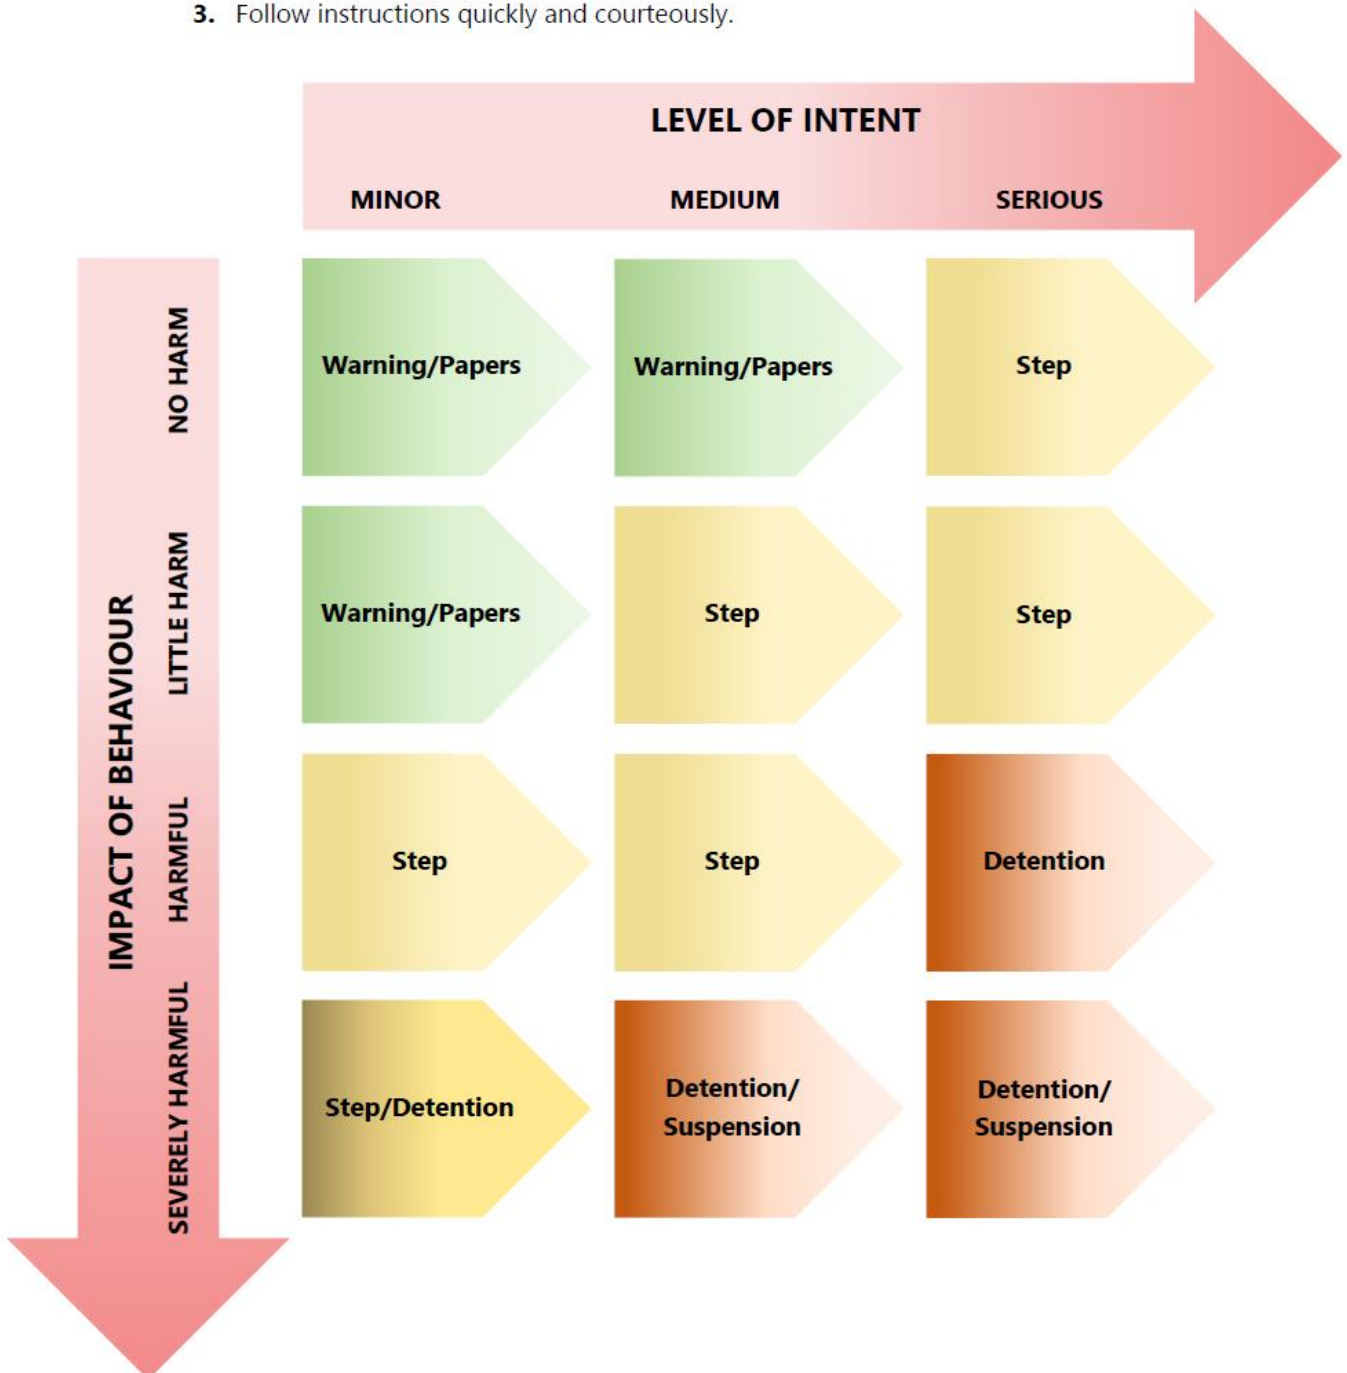 3. Follow instructions quickly and courteously.
LEVEL OF INTENT
MINOR MEDIUM SERIOUS
IMPACT OF BEHAVIOUR
NO HARM
Warning/Papers Warning/Papers Step
LITTLE HARM
Warning/Papers Step Step
HARMFUL
Step Step Detention
SEVERELY HARMFUL
Step/Detention
Detention/
Suspension
Detention/
Suspension